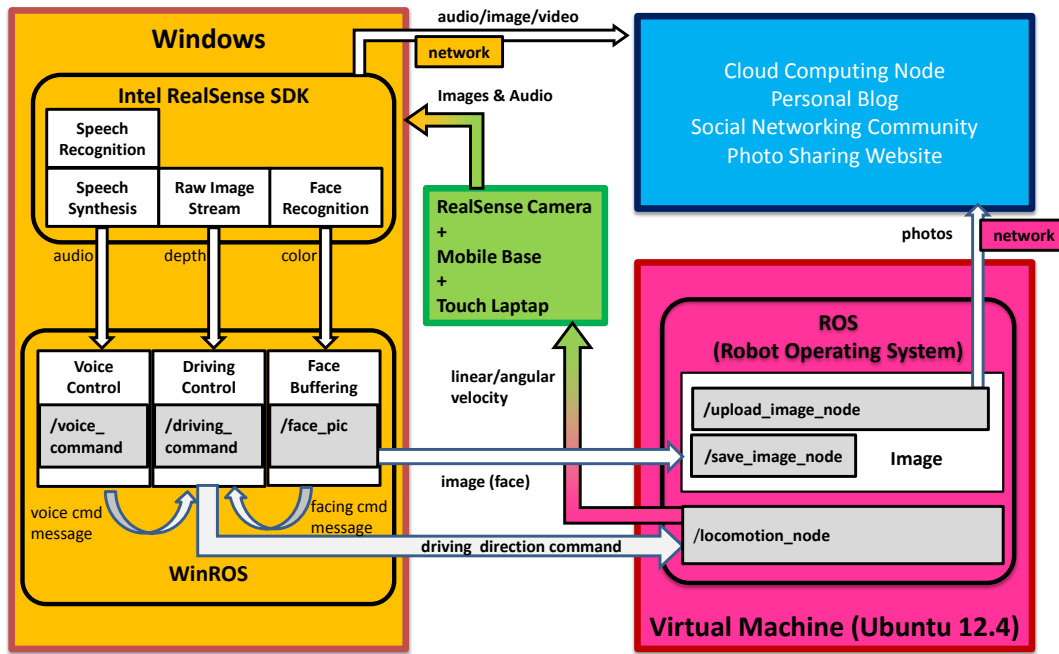 Windows
audio/image/video
network
Intel RealSense SDK
Images & Audio
Speech
Recognition
Speech
Synthesis
Raw Image
Stream
Face
Recognition
audio
depth
color
Cloud Computing Node
Personal Blog
Social Networking Community
Photo Sharing Website
RealSense Camera
+
Mobile Base
+
Touch Laptap
photos
network
Voice
Control
Driving
Control
Face
Buffering
/voice_
command
/driving_
command
/face_pic
voice cmd
message
facing cmd
message
WinROS
linear/angular
velocity
image (face)
driving direction command
ROS
(Robot Operating System)
/upload_image_node
/save_image_node
Image
/locomotion_node
Virtual Machine (Ubuntu 12.4)